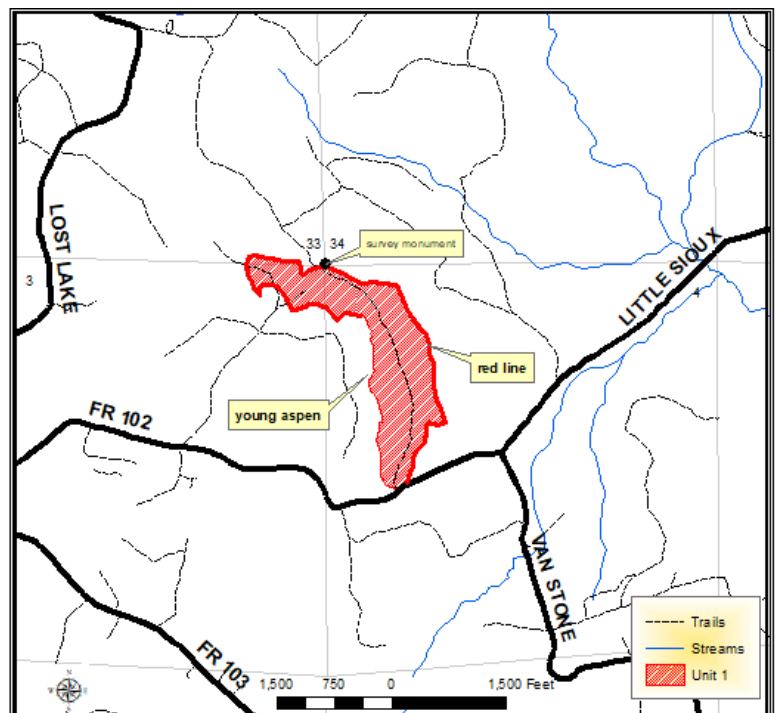 33 34
survey monument
LOST LAKE
3
LITTLE SIOUX
4
red line
young aspen
FR 102
VAN STONE
FR 103
Trails
Streams
Unit 1
1,500 750 0 1,500 Feet